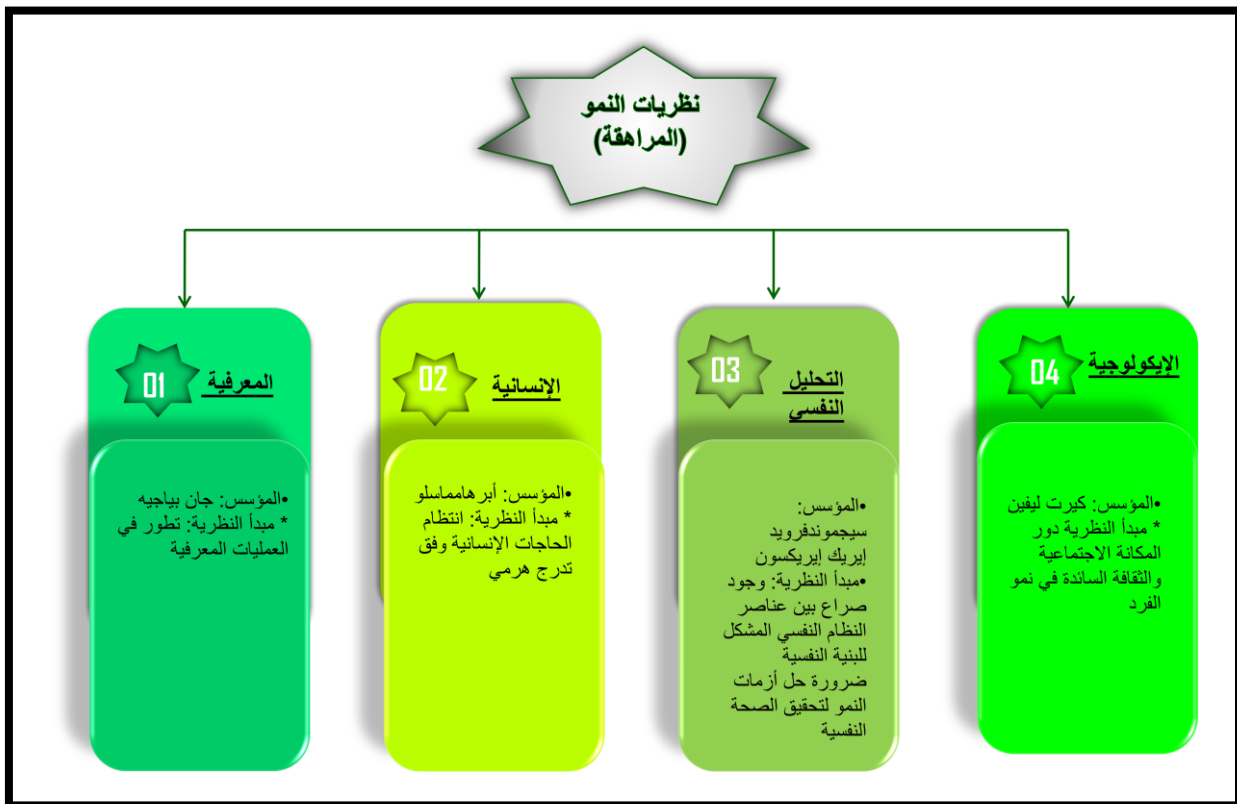 نظريات النمو
(المراهقة)
01
المعرفية
•المؤسس: جان بياجيه
* مبدأ النظرية: تطور في
العمليات المعرفية
02
الإنسانية
•المؤسس: أبرهامماسلو
* مبدأ النظرية: انتظام
الحاجات الإنسانية وفق
تدرج هرمي
03
التحليل
النفسي
•المؤسس:
سيجموندفرويد
إيريك إيريكسون
•مبدأ النظرية: وجود
صراع بين عناصر
النظام النفسي المشكل
للبنية النفسية
ضرورة حل أزمات
النمو لتحقيق الصحة
النفسية
04
الإيكولوجية
•المؤسس: كيرت ليفين
* مبدأ النظرية دور
المكانة الاجتماعية
والثقافة السائدة في نمو
الفرد